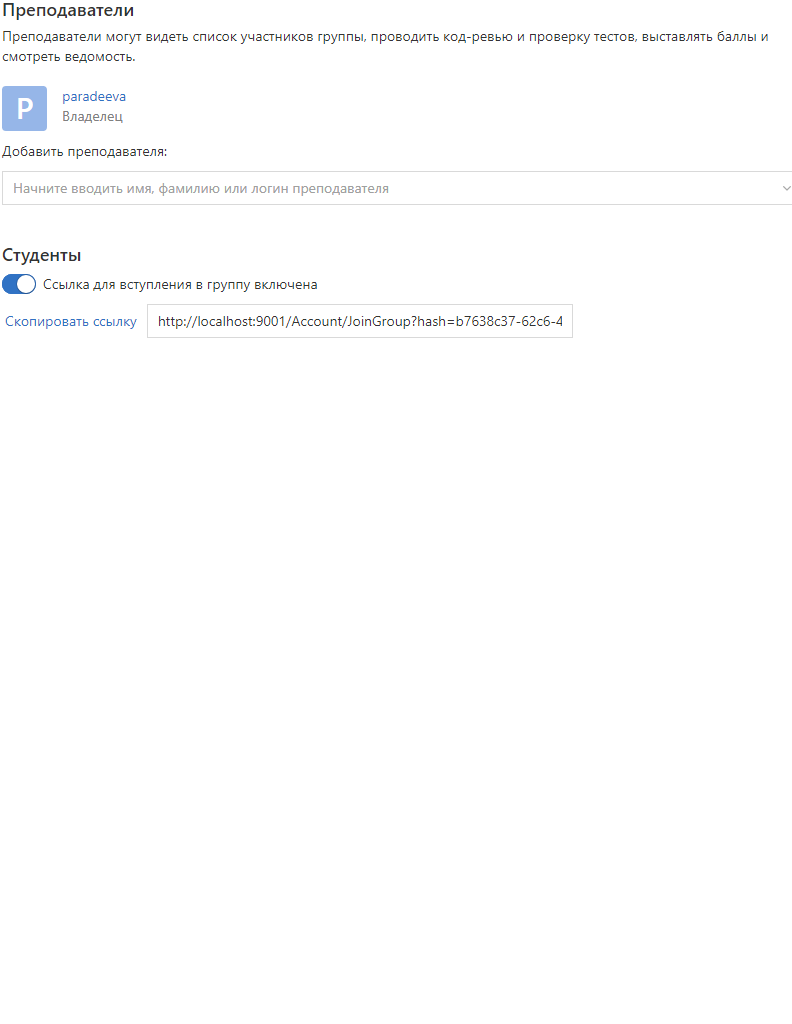 Преподаватели
Преподаватели могут видеть список участников группы, проводить код-ревью и проверку тестов, выставлять баллы и
смотреть ведомость.
P
paradeeva
Владелец
Добавить преподавателя:
Начните вводить имя, фамилию или логин преподавателя
Студенты
Ссылка для вступления в группу включена
Скопировать ссылку http://localhost:9001/Account/JoinGroup?hash=b7638c37-62c6-4